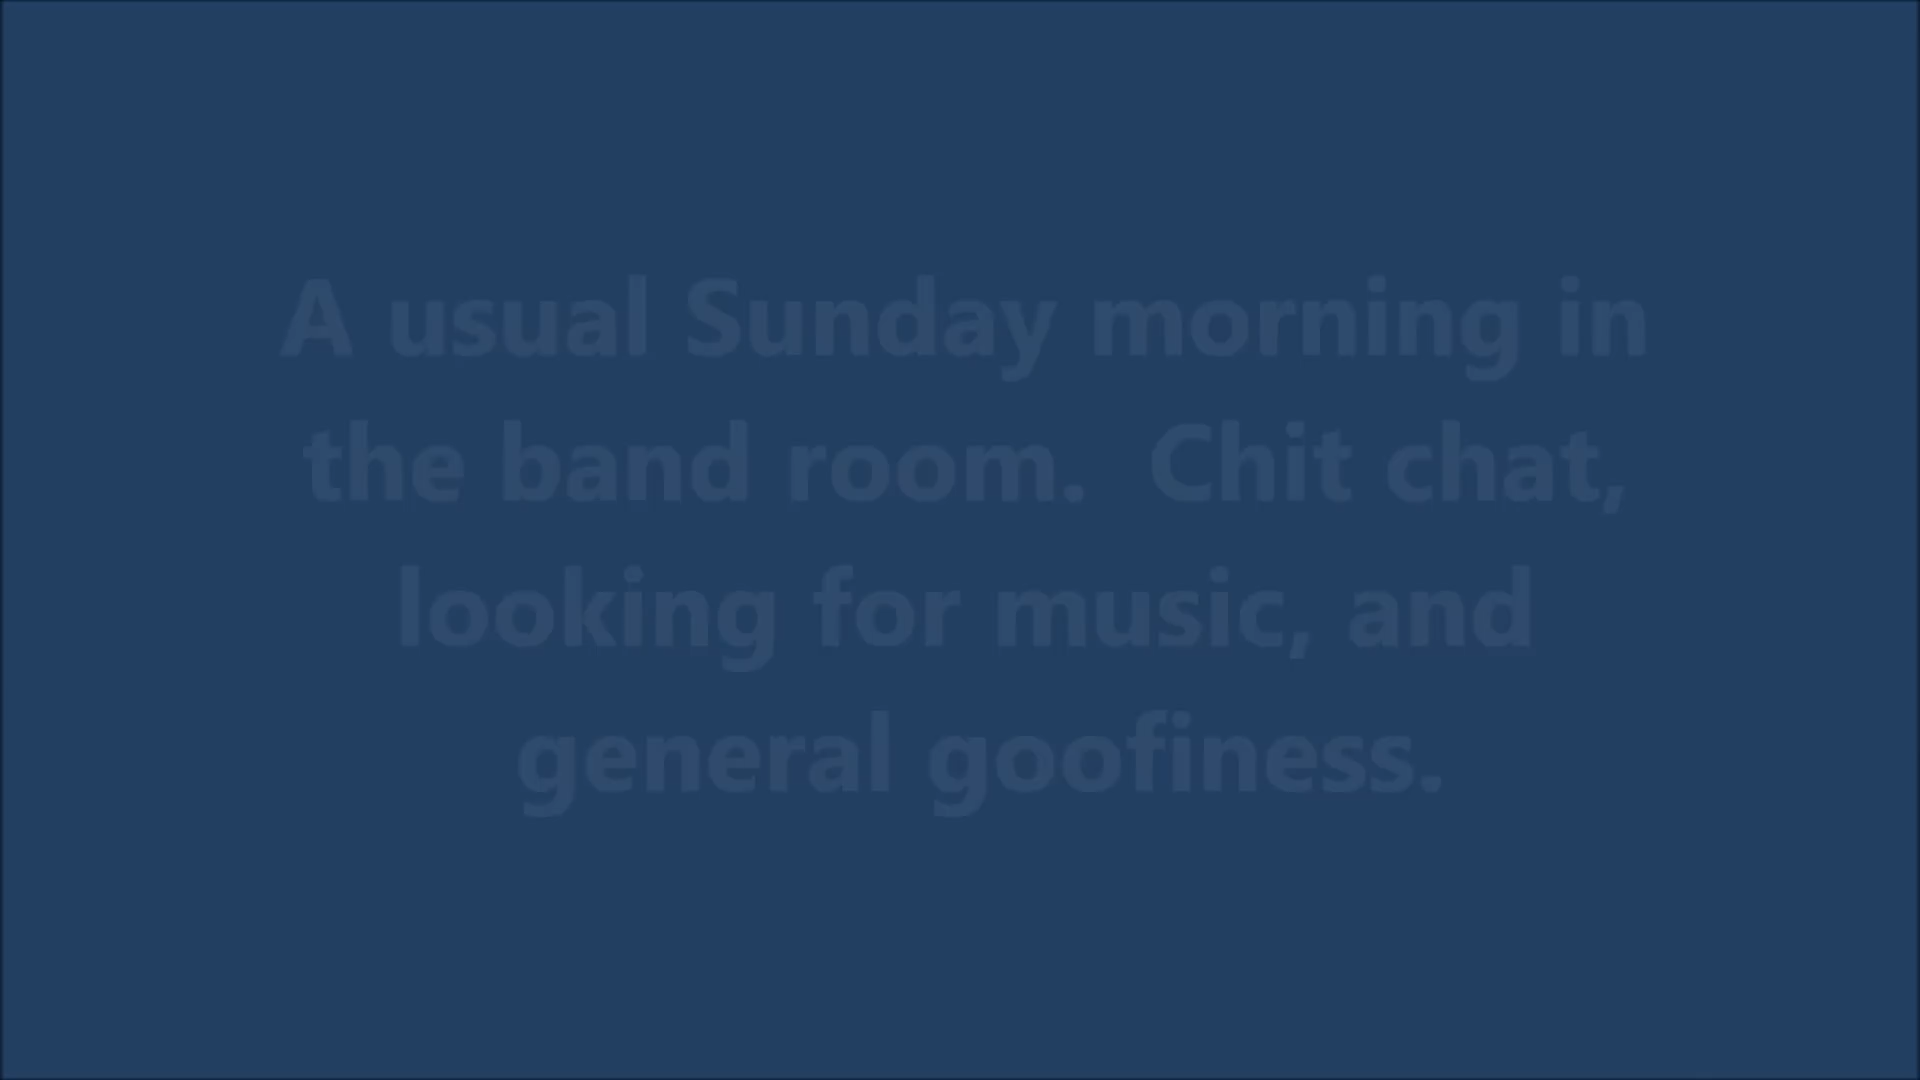 A usual Sunday morning in
the band room.  Chit chat,
looking for music, and
general goofiness.